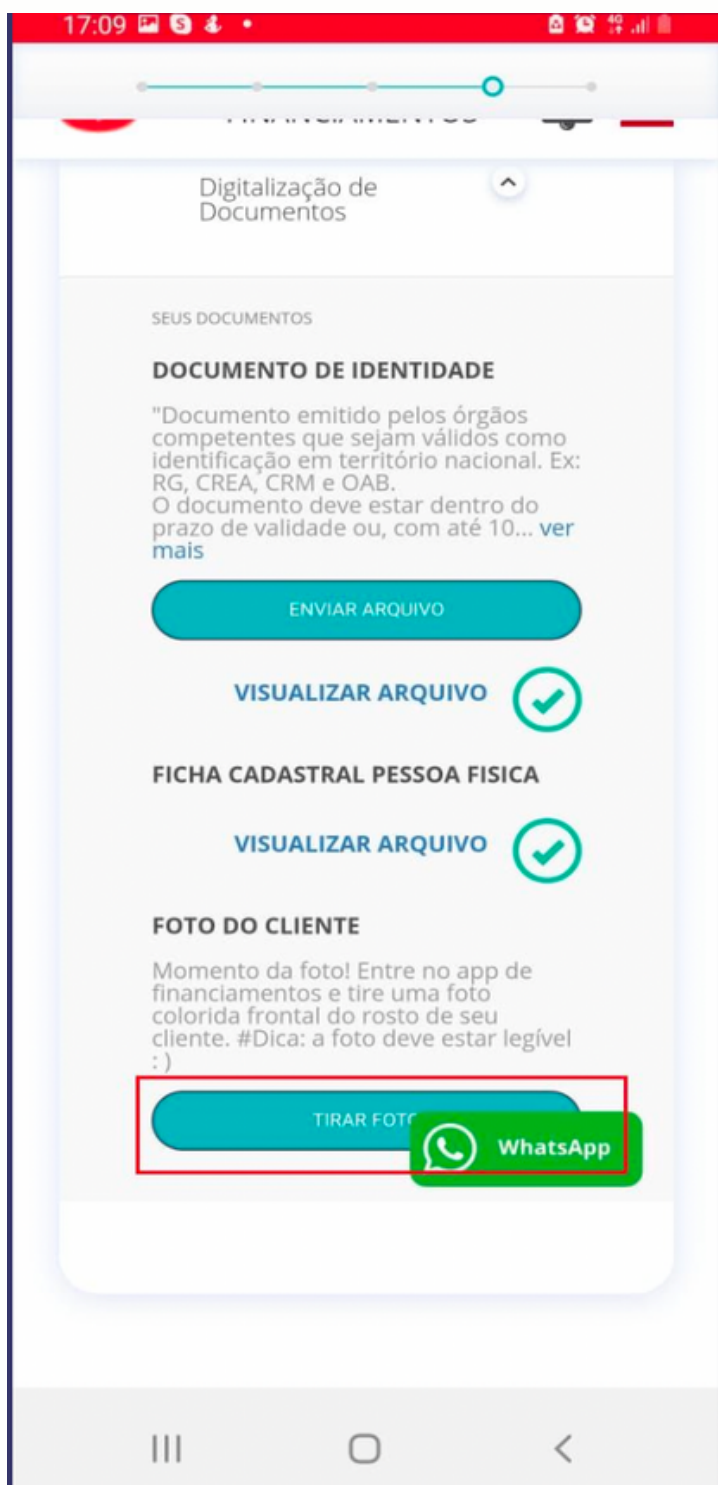 17:09
4G
FINANCIAMENTOS
Digitalização de
Documentos
SEUS DOCUMENTOS
DOCUMENTO DE IDENTIDADE
"Documento emitido pelos órgãos
competentes que sejam válidos como
identificação em território nacional. Ex:
RG, CREA, CRM e OAB.
O documento deve estar dentro do
prazo de validade ou, com até 10... ver
mais
ENVIAR ARQUIVO
VISUALIZAR ARQUIVO
FICHA CADASTRAL PESSOA FISICA
VISUALIZAR ARQUIVO
FOTO DO CLIENTE
Momento da foto! Entre no app de
financiamentos e tire uma foto
colorida frontal do rosto de seu
cliente. #Dica: a foto deve estar legível
: )
TIRAR FOTO
WhatsApp